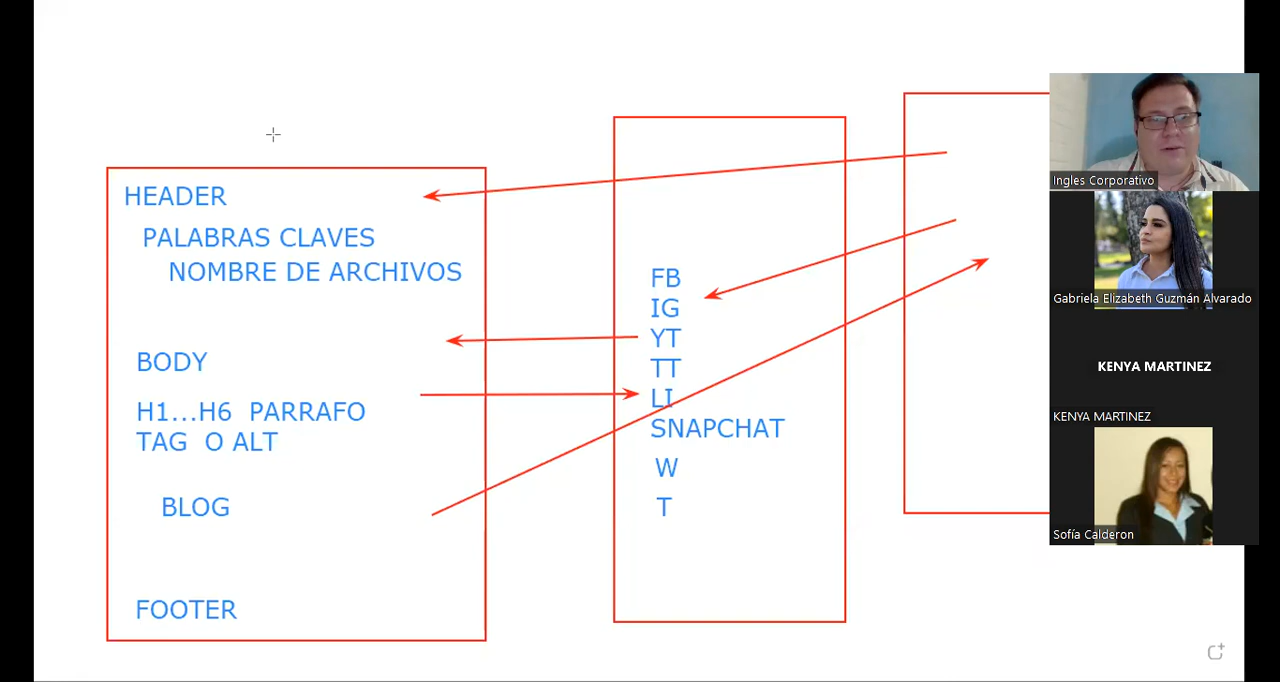 HEADER
PALABRAS CLAVES
NOMBRE DE ARCHIVOS
BODY
H1...H6 PARRAFO
TAG O ALT
BLOG
FOOTER
FB
IG
YT
TT
LI
SNAPCHAT
W
T
Ingles Corporativo
Gabriela Elizabeth Guzmán Alvarado
KENYA MARTINEZ
KENYA MARTINEZ
Sofía Calderon